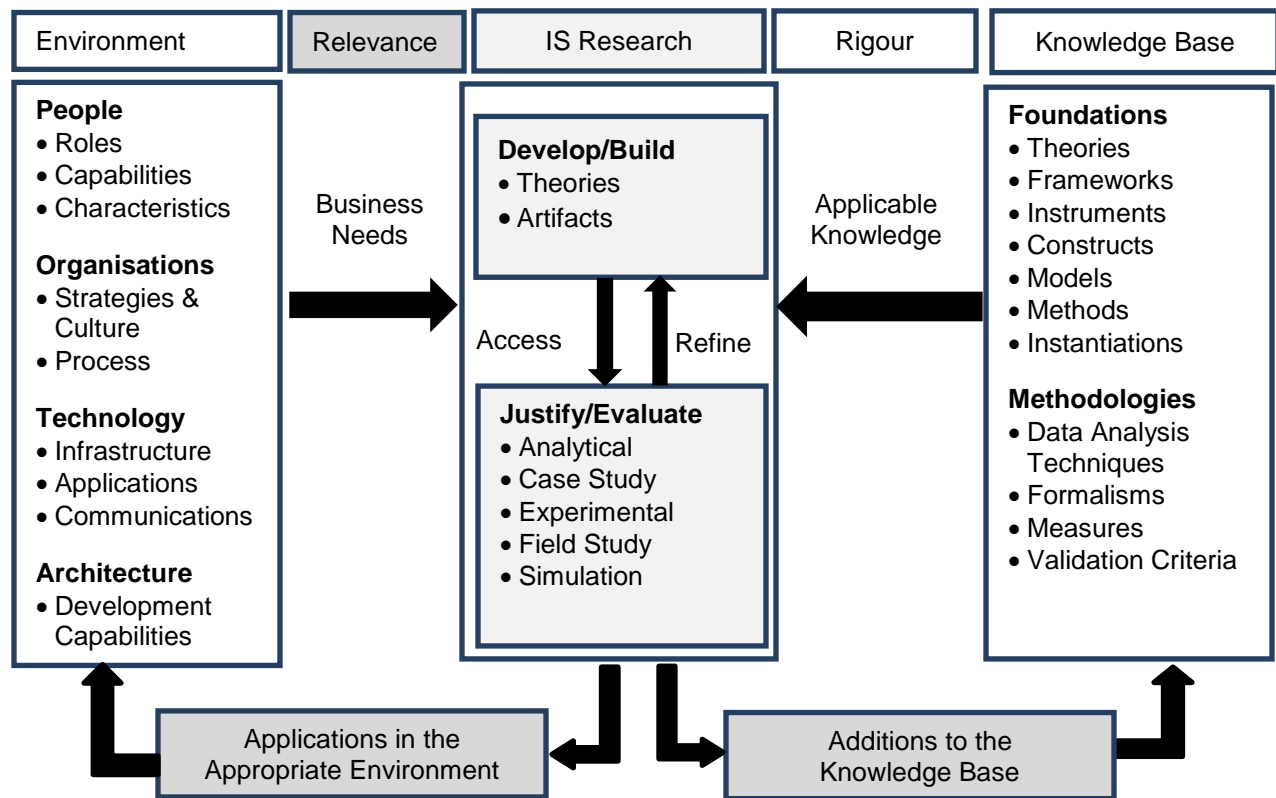 Environment
Relevance
IS Research
Rigour
Knowledge Base
People
• Roles
• Capabilities
• Characteristics
Organisations
• Strategies &
Culture
• Process
Technology
• Infrastructure
• Applications
• Communications
Architecture
• Development
Capabilities
Business
Needs
Develop/Build
• Theories
• Artifacts
Access
Refine
Justify/Evaluate
• Analytical
• Case Study
• Experimental
• Field Study
• Simulation
Applicable
Knowledge
Foundations
• Theories
• Frameworks
• Instruments
• Constructs
• Models
• Methods
• Instantiations
Methodologies
• Data Analysis
Techniques
• Formalisms
• Measures
• Validation Criteria
Applications in the
Appropriate Environment
Additions to the
Knowledge Base